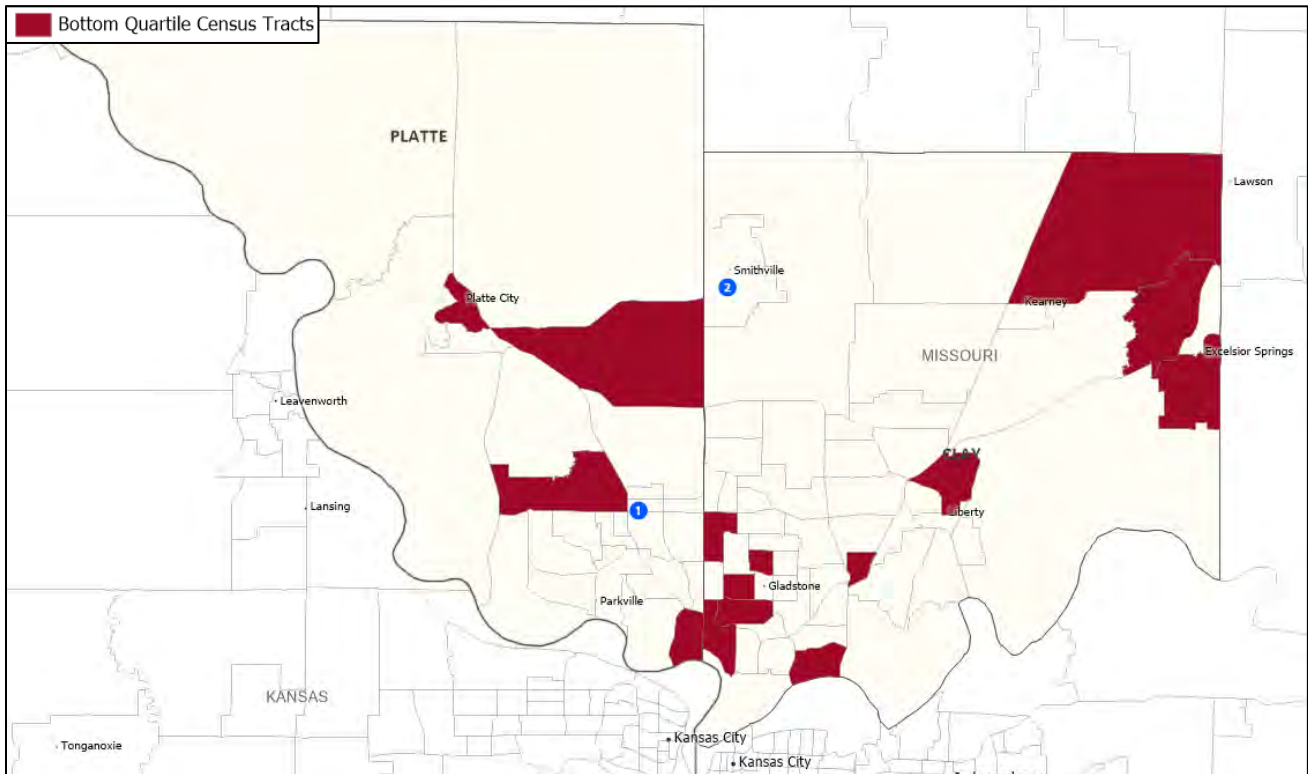 Bottom Quartile Census Tracts
PLATTE
Lawson
Smithville
2
Platte City
Kearney
MISSOURI
Excelsior Springs
Leavenworth
CLAY
Lansing
1
Liberty
Gladstone
Parkville
KANSAS
Kansas City
Tonganoxie
Kansas City